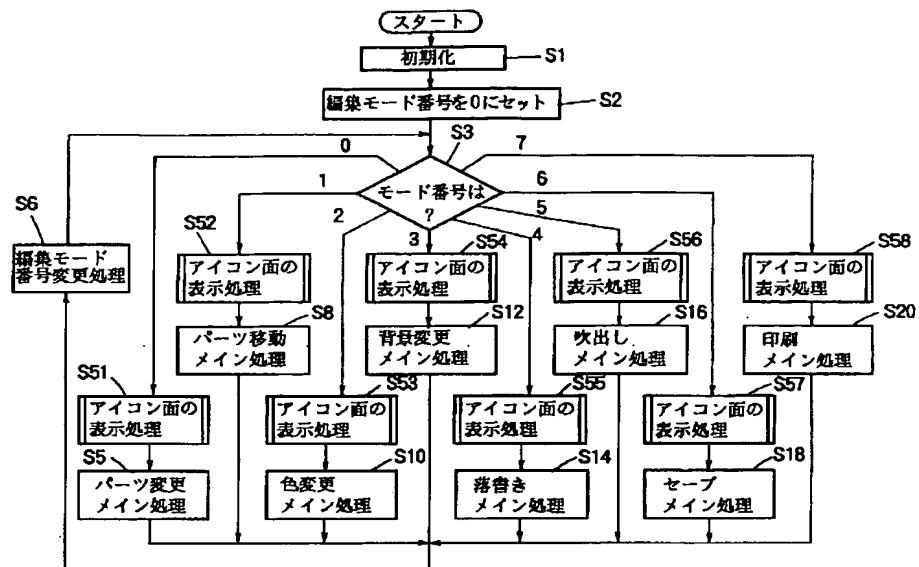 スタート
初期化
S1
編集モード番号を0にセット
S2
S3
0
7
1
モード番号は
?
6
2
5
3
4
S6
編集モード
番号変更処理
S52
アイコン面の
表示処理
S54
アイコン面の
表示処理
S56
アイコン面の
表示処理
S58
アイコン面の
表示処理
S8
パーツ移動
メイン処理
S12
背景変更
メイン処理
S16
吹出し
メイン処理
S20
印刷
メイン処理
S51
アイコン面の
表示処理
S53
アイコン面の
表示処理
S55
アイコン面の
表示処理
S57
アイコン面の
表示処理
S5
パーツ変更
メイン処理
S10
色変更
メイン処理
S14
落書き
メイン処理
S18
セーブ
メイン処理